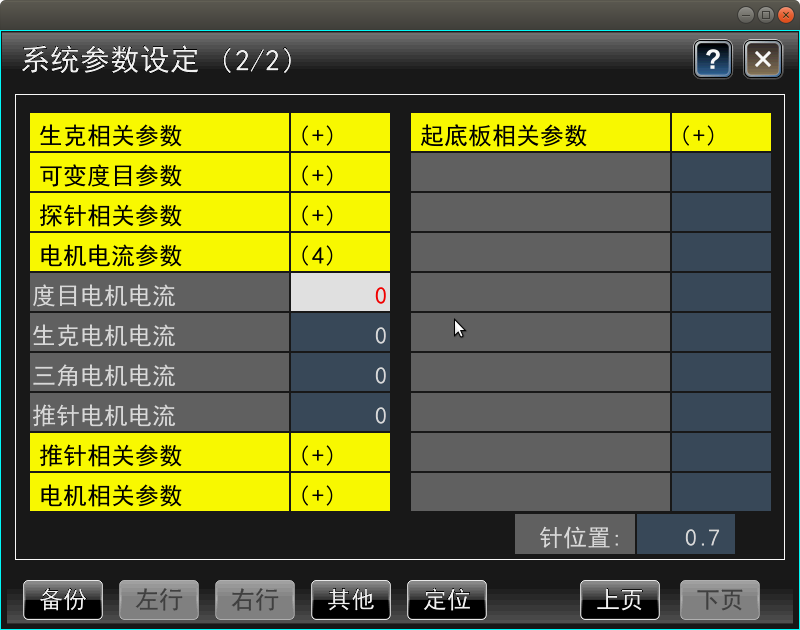 系统参数设定 (2/2)
?
生克相关参数 (+)
可变度目参数 (+)
探针相关参数 (+)
电机电流参数 (4)
度目电机电流 0
生克电机电流 0
三角电机电流 0
推针电机电流 0
推针相关参数 (+)
电机相关参数 (+)
起底板相关参数 (+)
针位置: 0.7
备份 左行 右行 其他 定位 上页 下页